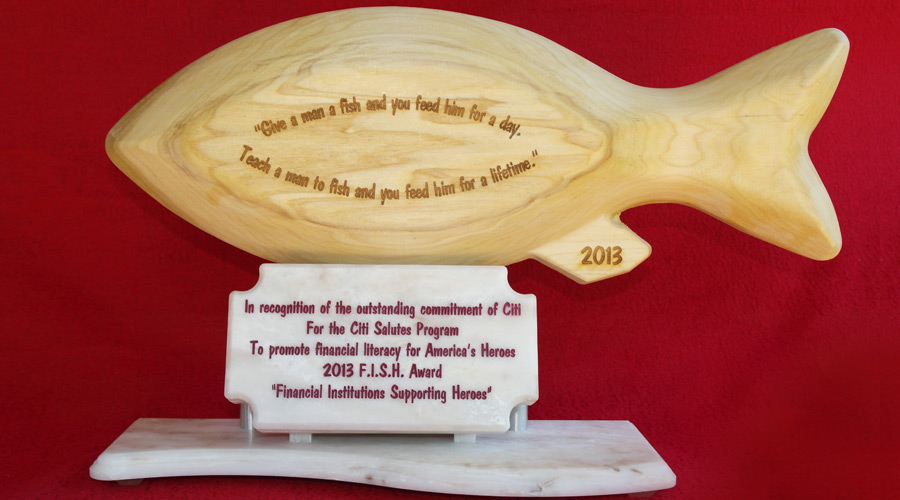 "Give a man a fish and you feed him for a day.
Teach a man to fish and you feed him for a lifetime."
2013
In recognition of the outstanding commitment of Citi
For the Citi Salutes Program
To promote financial literacy for America's Heroes
2013 F.I.S.H. Award
"Financial Institutions Supporting Heroes"